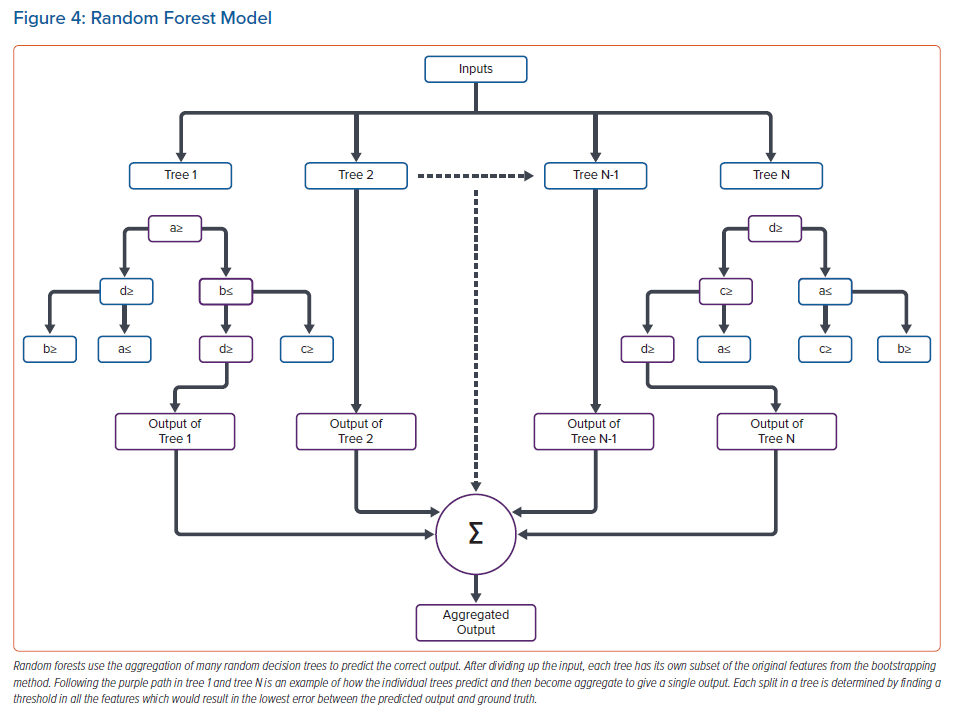 Figure 4: Random Forest Model
Inputs
Tree 1
Tree 2
Tree N-1
Tree N
a≥
d≥
d≥
b≤
c≥
a≤
b≥
a≤
d≥
c≥
d≥
a≤
c≥
b≥
Output of
Tree 1
Output of
Tree 2
Output of
Tree N-1
Output of
Tree N
Σ
Aggregated
Output
Random forests use the aggregation of many random decision trees to predict the correct output. After dividing up the input, each tree has its own subset of the original features from the bootstrapping
method. Following the purple path in tree 1 and tree N is an example of how the individual trees predict and then become aggregate to give a single output. Each split in a tree is determined by finding a
threshold in all the features which would result in the lowest error between the predicted output and ground truth.